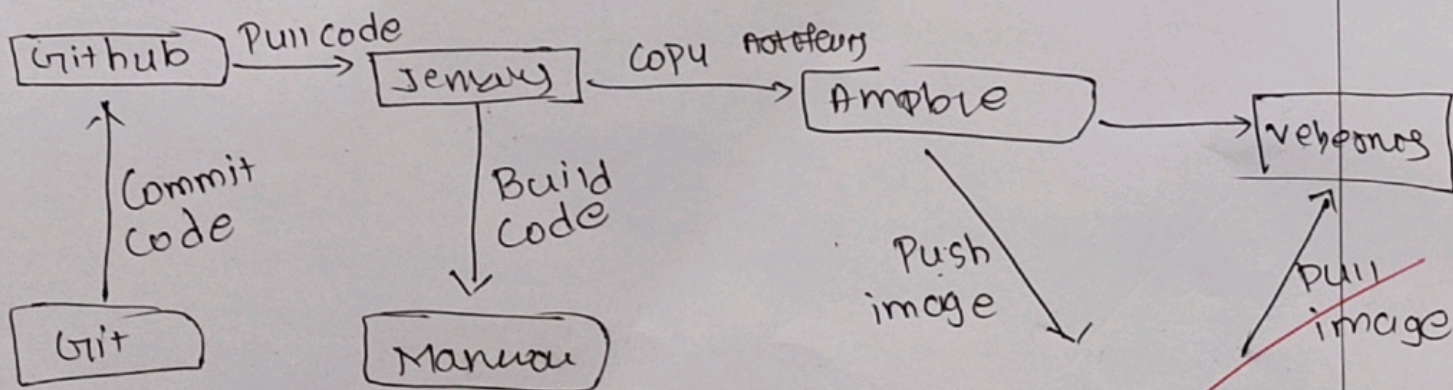 Github
Pull code
Jenkins
Copy
Ansible
Commit
code
Build
code
Push
image
Pull
image
Git